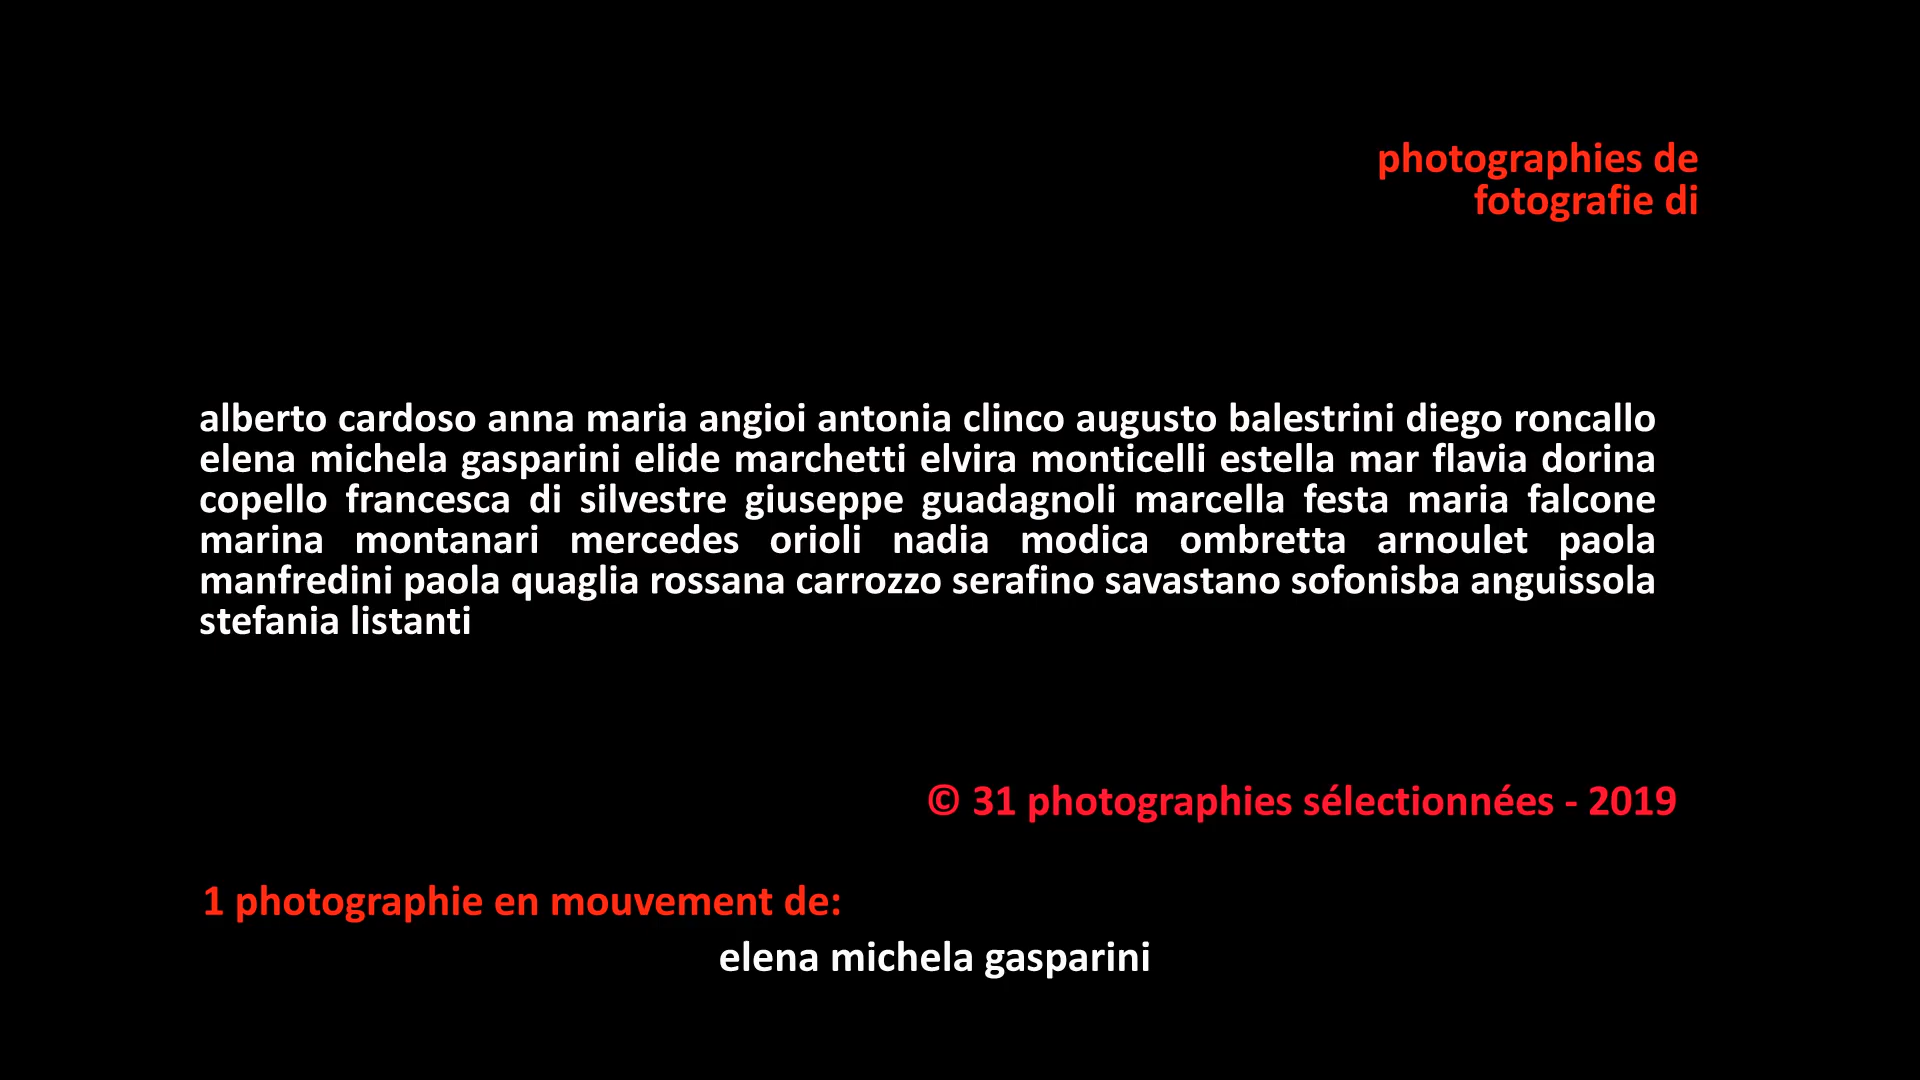 photographies de
fotografie di
alberto cardoso anna maria angioi antonia clinco augusto balestrini diego roncallo
elena michela gasparini elide marchetti elvira monticelli estella mar flavia dorina
copello francesca di silvestre giuseppe guadagnoli marcella festa maria falcone
marina montanari mercedes orioli nadia modica ombretta arnoulet paola
manfredini paola quaglia rossana carrozzo serafino savastano sofonisba anguissola
stefania listanti
© 31 photographies sélectionnées - 2019
1 photographie en mouvement de:
elena michela gasparini